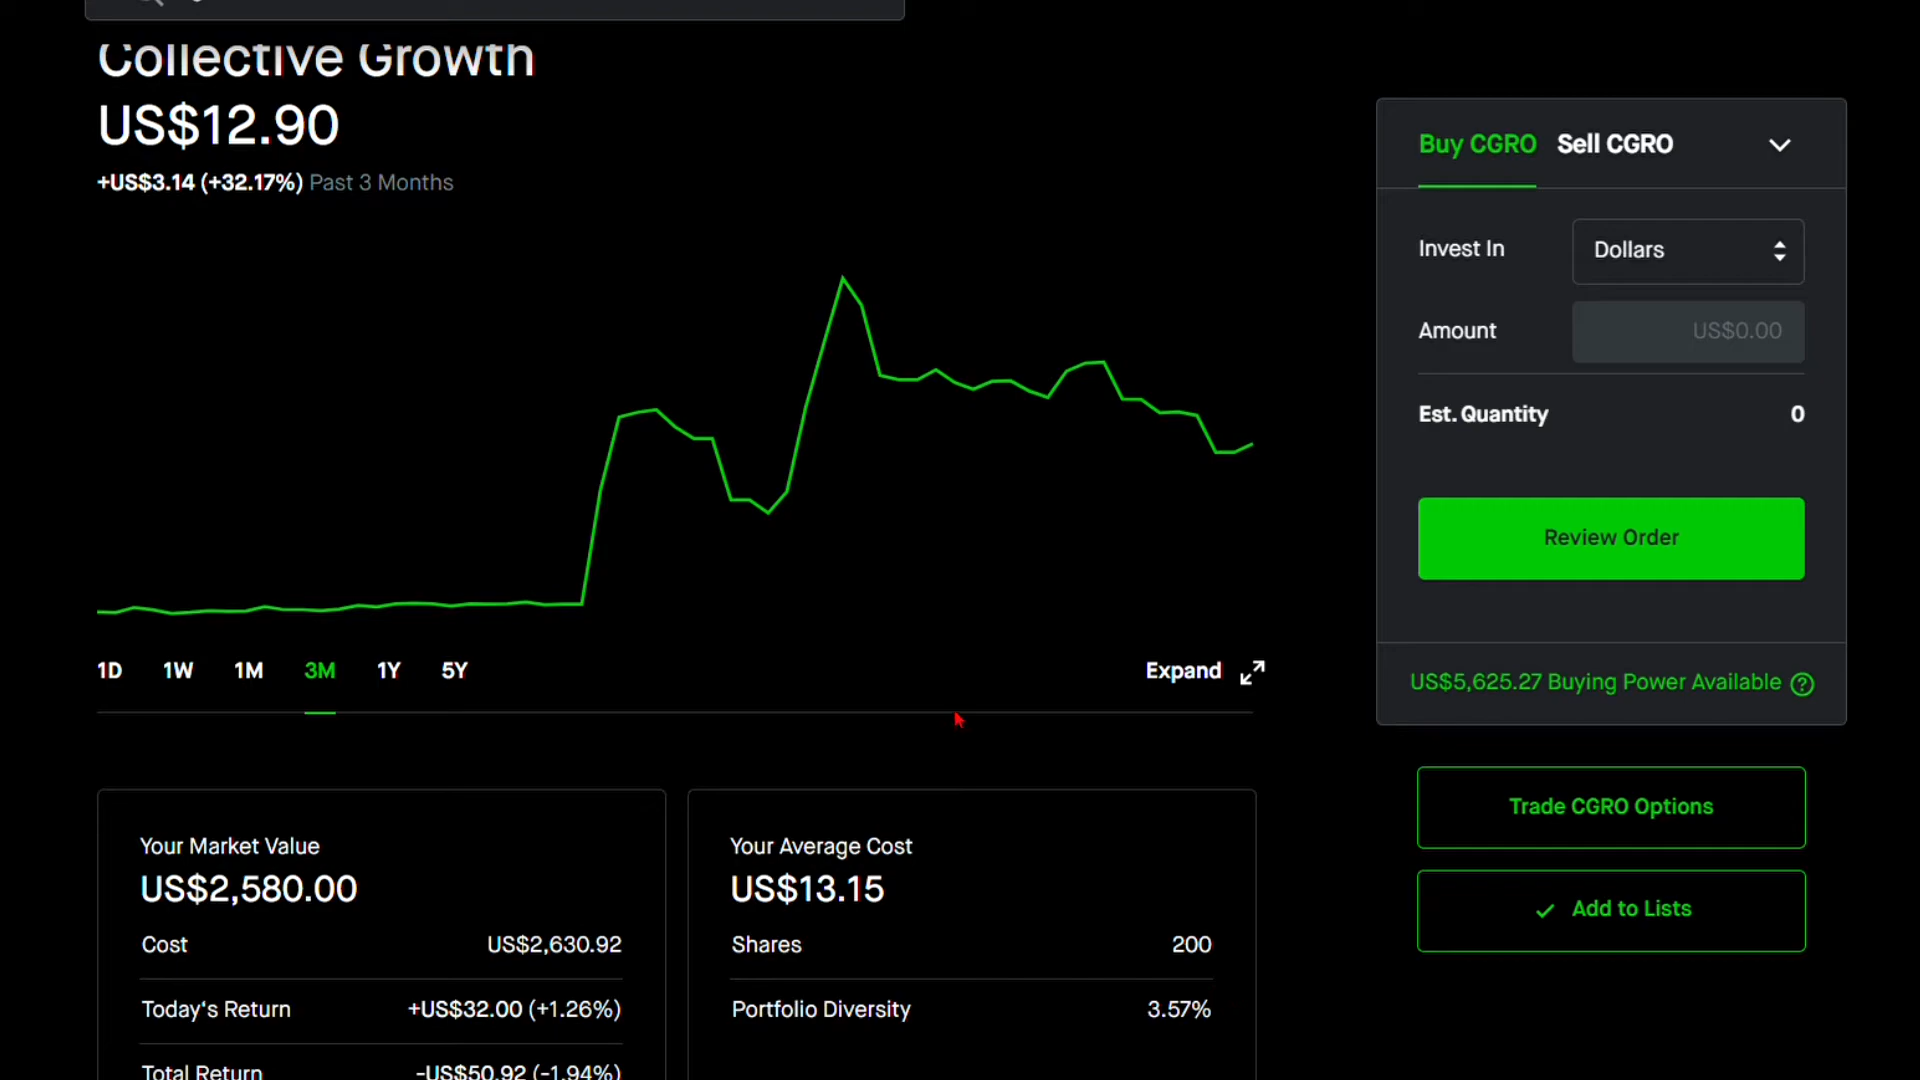 Collective Growth
US$12.90
+US$3.14 (+32.17%) Past 3 Months
1D 1W 1M 3M 1Y 5Y Expand
Your Market Value
US$2,580.00
Cost US$2,630.92
Today's Return +US$32.00 (+1.26%)
Total Return -US$50.92 (-1.94%)
Your Average Cost
US$13.15
Shares 200
Portfolio Diversity 3.57%
Buy CGRO Sell CGRO
Invest In Dollars
Amount US$0.00
Est. Quantity 0
Review Order
US$5,625.27 Buying Power Available ?
Trade CGRO Options
Add to Lists